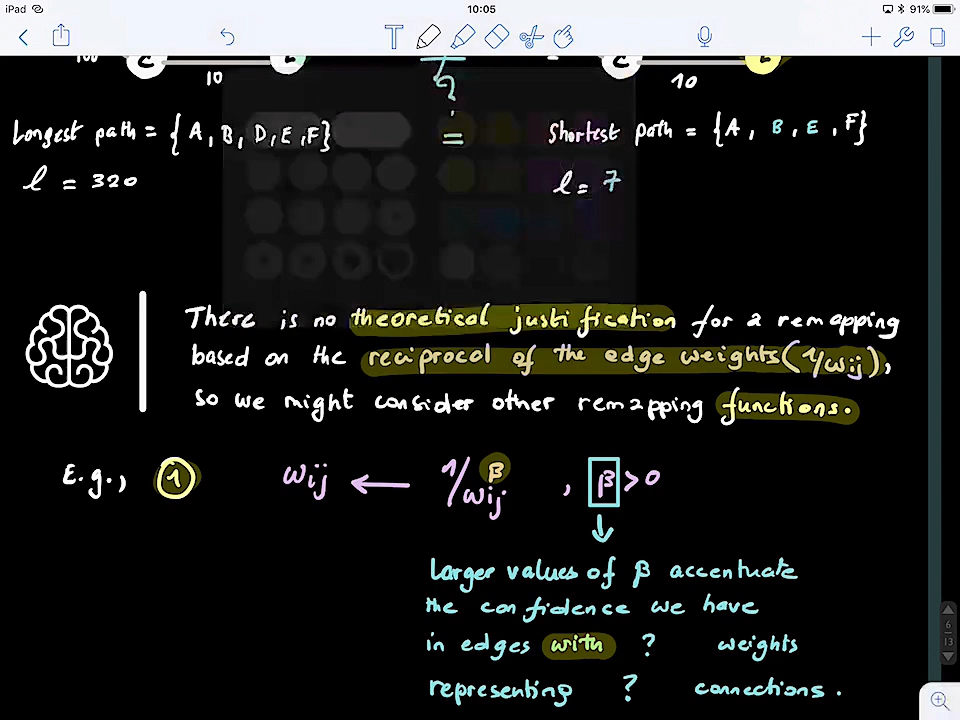 iPad 10:05 91%
10 10
Longest path = {A, B, D, E, F} ? = Shortest path = {A, B, E, F}
l = 320 l = 7
There is no theoretical justification for a remapping
based on the reciprocal of the edge weights (1/wij),
so we might consider other remapping functions.
E.g., 1 wij ← 1/wij^β , β > 0
↓
Larger values of β accentuate
the confidence we have
in edges with ? weights
representing ? connections.
6
13